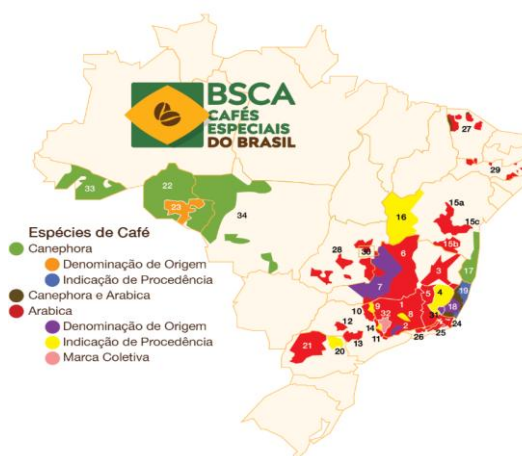 BSCA
CAFÉS
ESPECIAIS
DO BRASIL
Espécies de Café
Canephora
Denominação de Origem
Indicação de Procedência
Canephora e Arabica
Arabica
Denominação de Origem
Indicação de Procedência
Marca Coletiva
27
29
33
22
23
34
16
15a
15c
15b
28
30
6
3
17
7
5
4
19
18
10
9
1
31
24
12
32
8
25
14
2
26
21
20
13
11